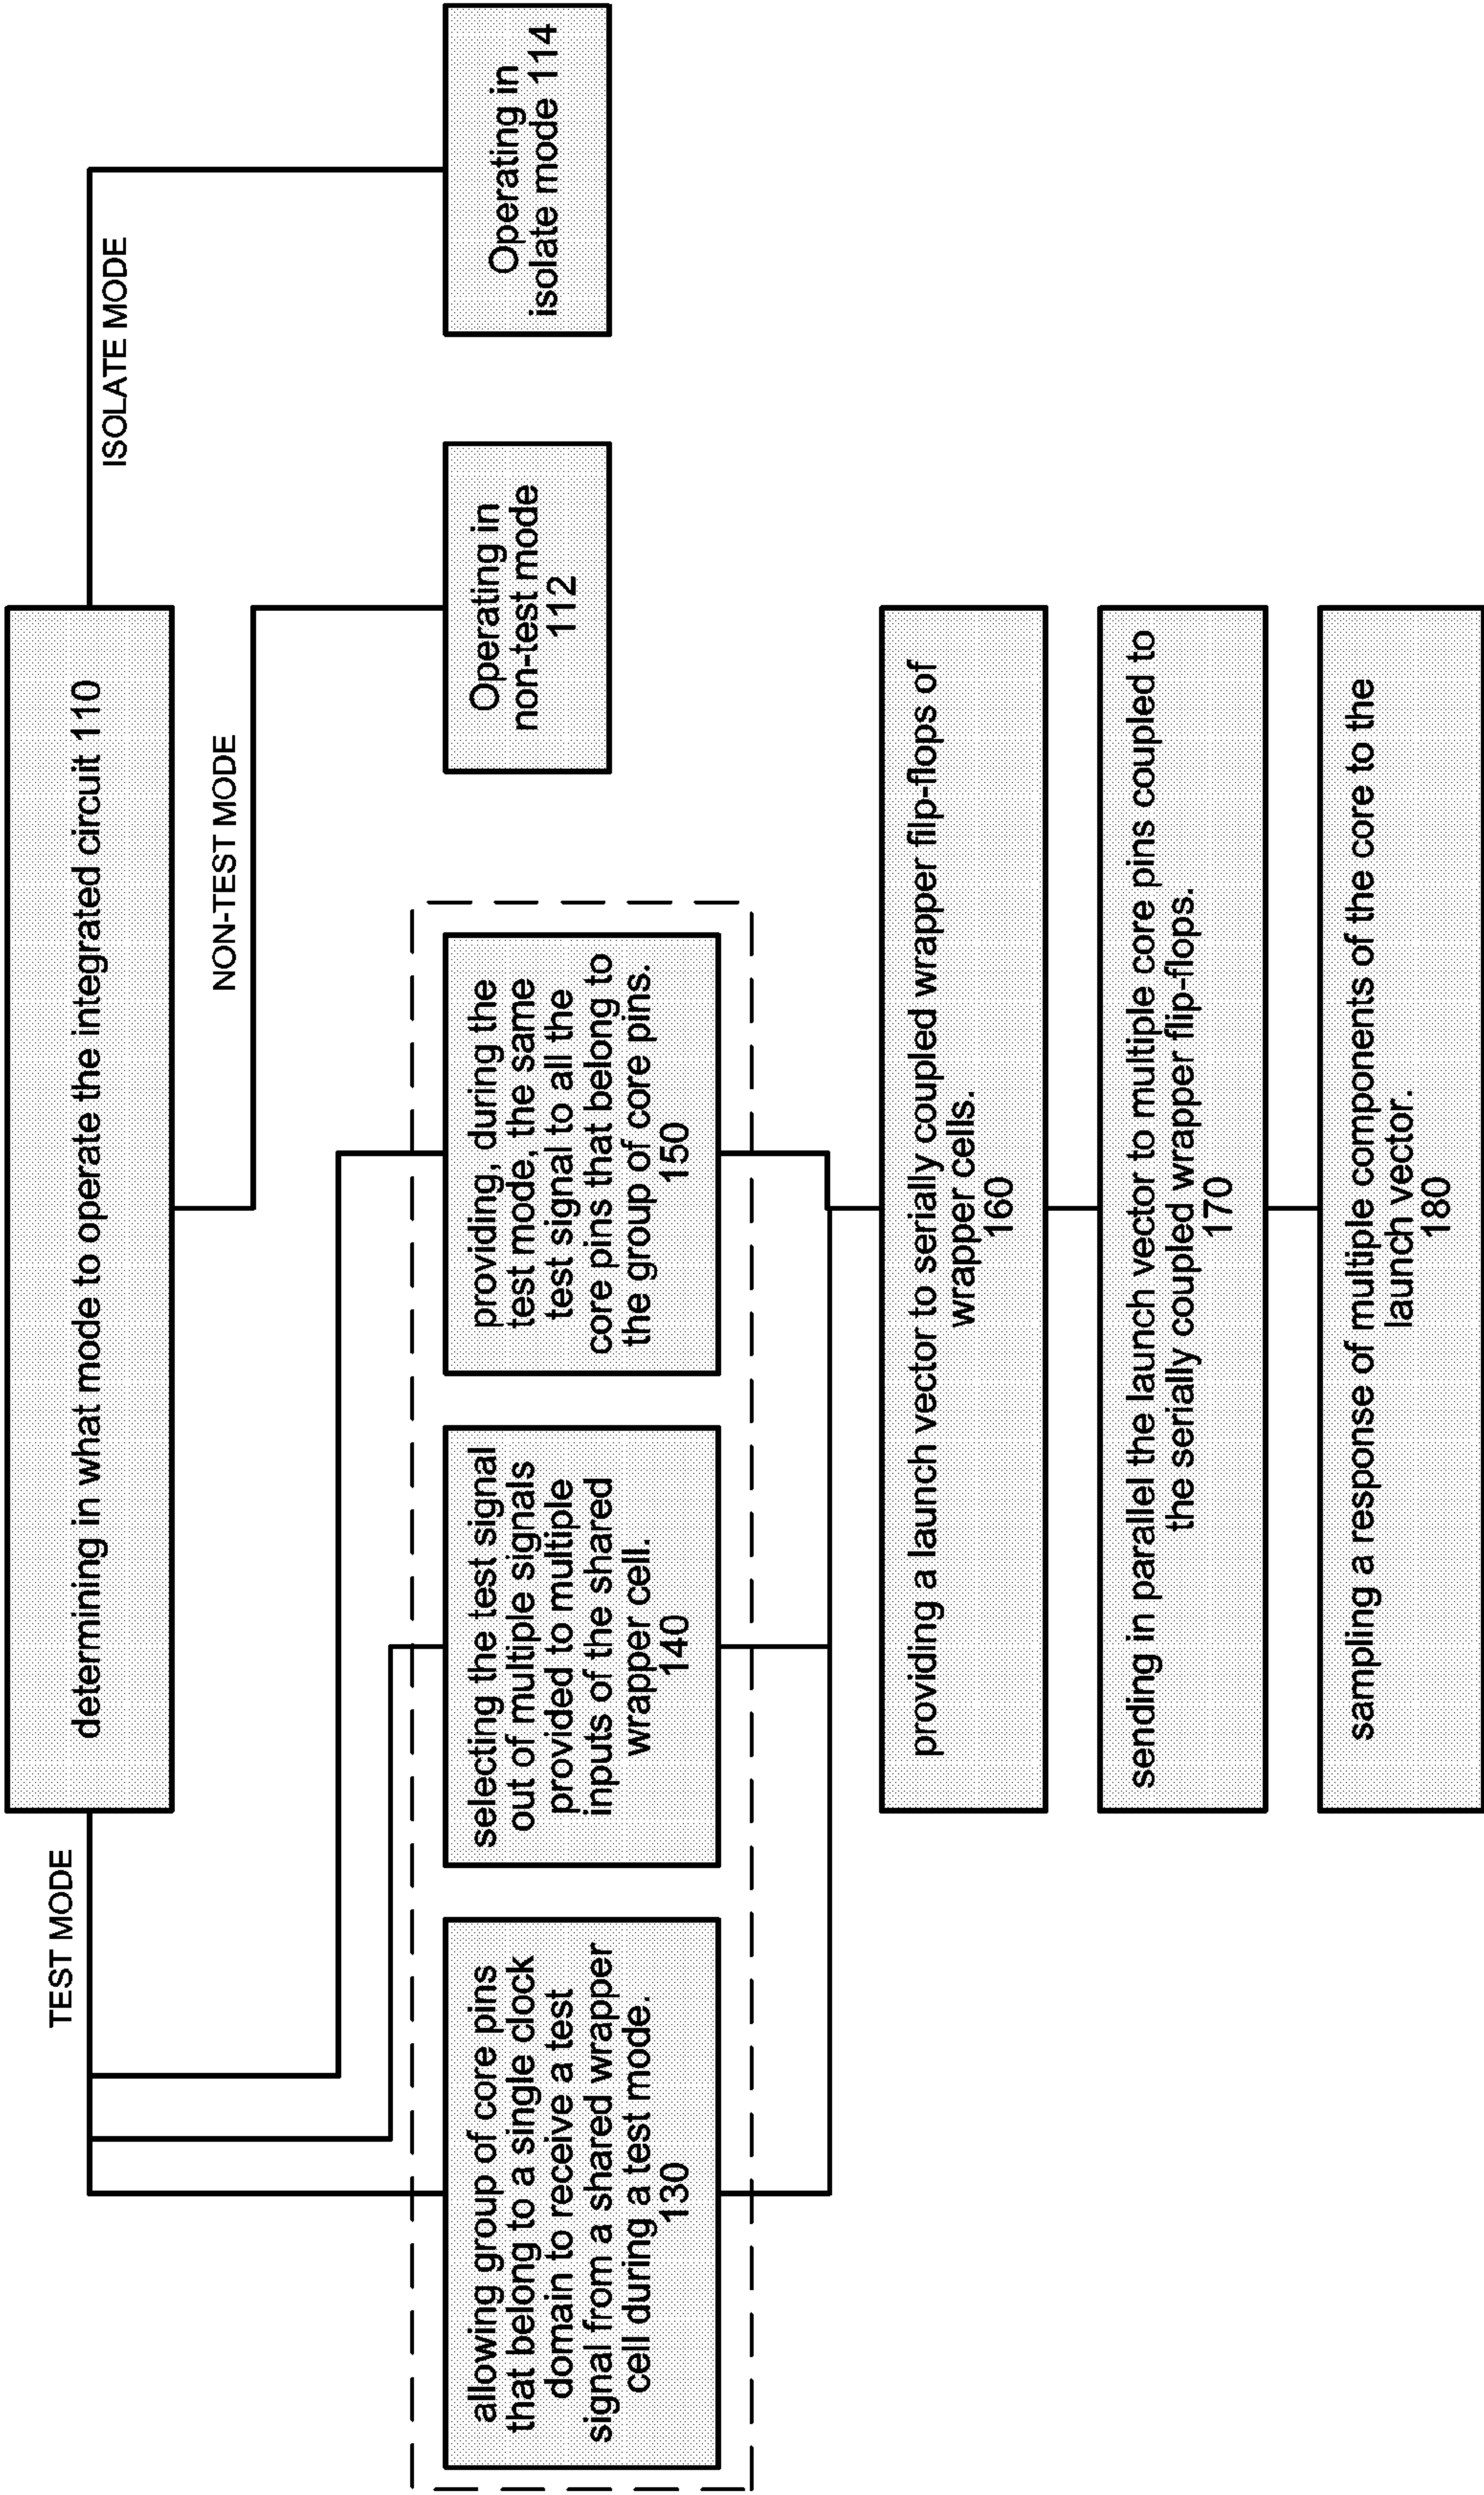 determining in what mode to operate the integrated circuit 110
TEST MODE
NON-TEST MODE
ISOLATE MODE
allowing group of core pins
that belong to a single clock
domain to receive a test
signal from a shared wrapper
cell during a test mode.
130
selecting the test signal
out of multiple signals
provided to multiple
inputs of the shared
wrapper cell.
140
providing, during the
test mode, the same
test signal to all the
core pins that belong to
the group of core pins.
150
Operating in
non-test mode
112
Operating in
isolate mode 114
providing a launch vector to serially coupled wrapper filp-flops of
wrapper cells.
160
sending in parallel the launch vector to multiple core pins coupled to
the serially coupled wrapper flip-flops.
170
sampling a response of multiple components of the core to the
launch vector.
180